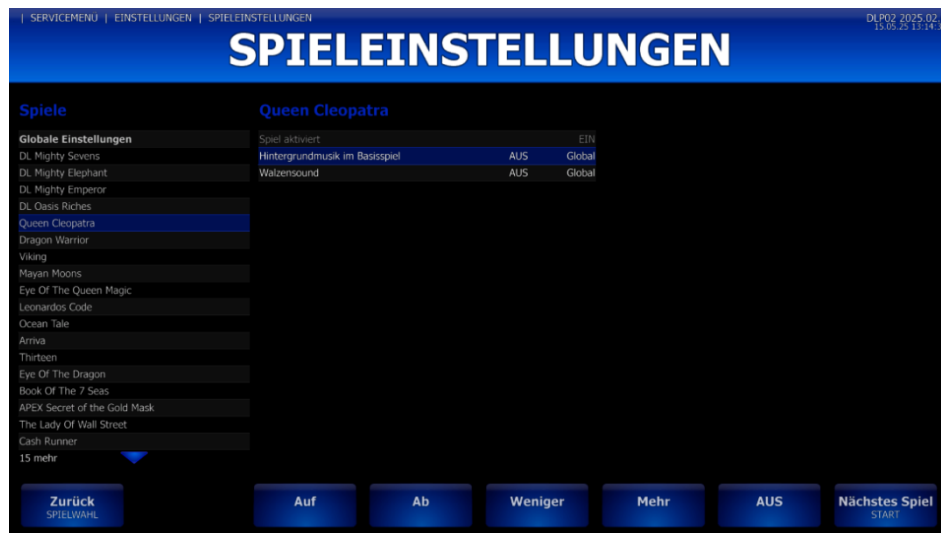 | SERVICEMENÜ | EINSTELLUNGEN | SPIELEINSTELLUNGEN
DLP02 2025.02.
15.05.25 13:14:
SPIELEINSTELLUNGEN
Spiele
Globale Einstellungen
DL Mighty Sevens
DL Mighty Elephant
DL Mighty Emperor
DL Oasis Riches
Queen Cleopatra
Dragon Warrior
Viking
Mayan Moons
Eye Of The Queen Magic
Leonardos Code
Ocean Tale
Arriva
Thirteen
Eye Of The Dragon
Book Of The 7 Seas
APEX Secret of the Gold Mask
The Lady Of Wall Street
Cash Runner
15 mehr
Queen Cleopatra
Spiel aktiviert EIN
Hintergrundmusik im Basisspiel AUS Global
Walzensound AUS Global
Zurück
SPIELWAHL
Auf
Ab
Weniger
Mehr
AUS
Nächstes Spiel
START